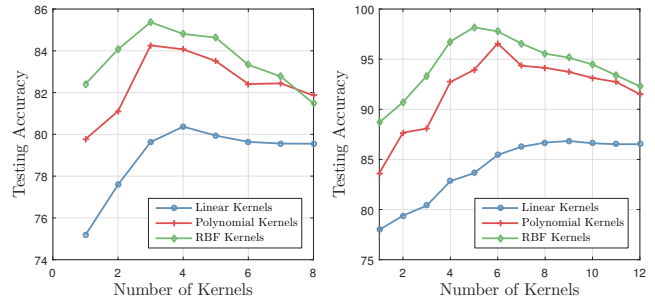 86
84
82
80
78
76
74
0
2
4
6
8
Testing Accuracy
Number of Kernels
Linear Kernels
Polynomial Kernels
RBF Kernels
100
95
90
85
80
75
2
4
6
8
10
12
Testing Accuracy
Number of Kernels
Linear Kernels
Polynomial Kernels
RBF Kernels